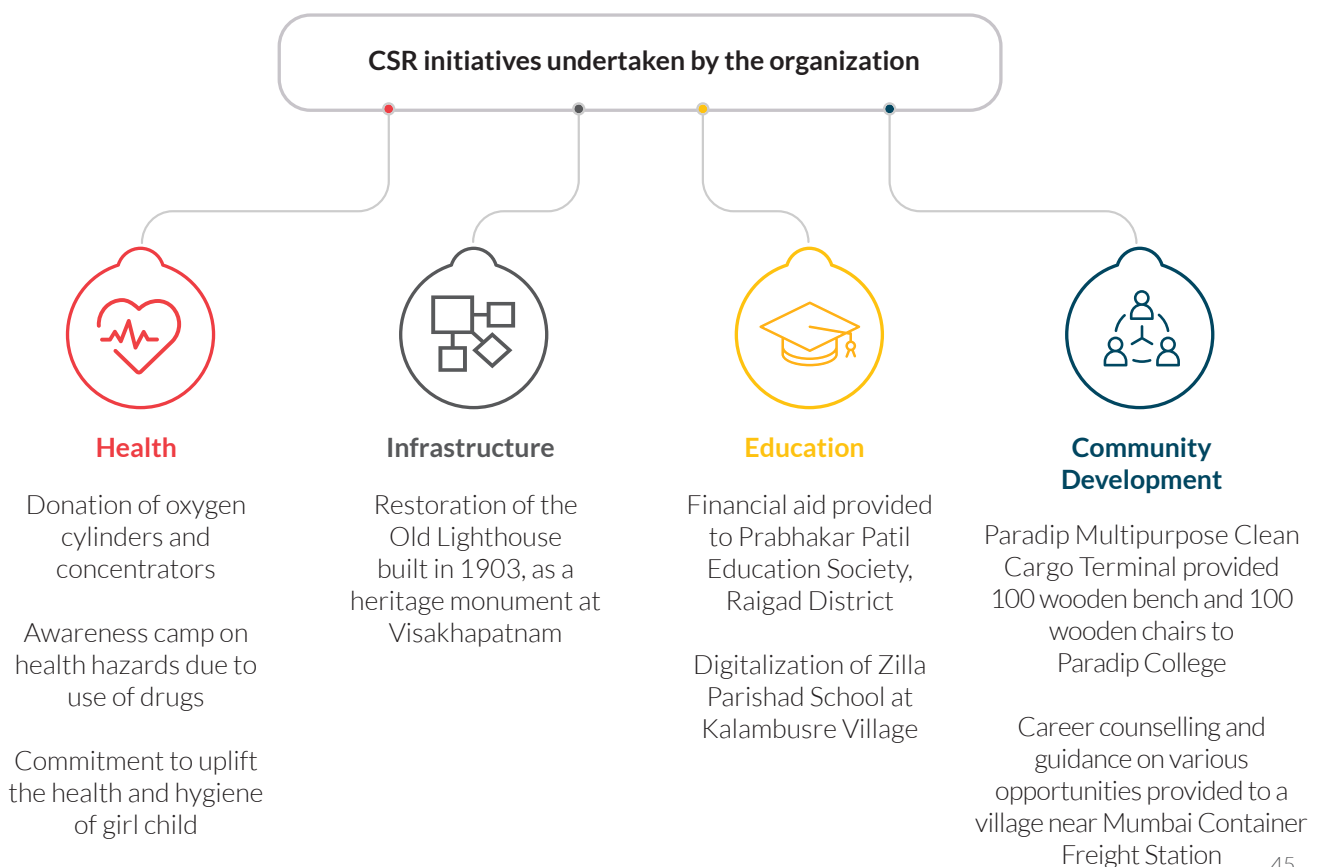 CSR initiatives undertaken by the organization
Health
Donation of oxygen
cylinders and
concentrators
Awareness camp on
health hazards due to
use of drugs
Commitment to uplift
the health and hygiene
of girl child
Infrastructure
Restoration of the
Old Lighthouse
built in 1903, as a
heritage monument at
Visakhapatnam
Education
Financial aid provided
to Prabhakar Patil
Education Society,
Raigad District
Digitalization of Zilla
Parishad School at
Kalambusre Village
Community
Development
Paradip Multipurpose Clean
Cargo Terminal provided
100 wooden bench and 100
wooden chairs to
Paradip College
Career counselling and
guidance on various
opportunities provided to a
village near Mumbai Container
Freight Station
45